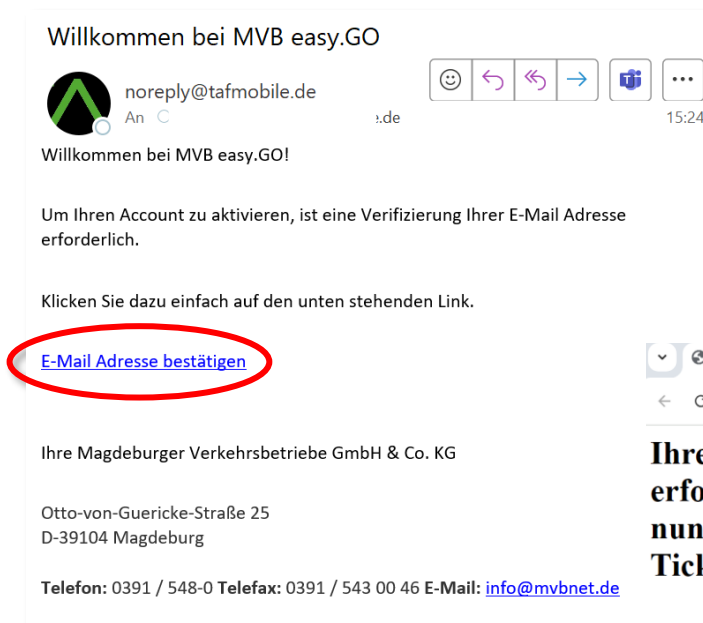 Willkommen bei MVB easy.GO
noreply@tafmobile.de
An
.de
15:24
Willkommen bei MVB easy.GO!
Um Ihren Account zu aktivieren, ist eine Verifizierung Ihrer E-Mail Adresse
erforderlich.
Klicken Sie dazu einfach auf den unten stehenden Link.
E-Mail Adresse bestätigen
Ihre Magdeburger Verkehrsbetriebe GmbH & Co. KG
Otto-von-Guericke-Straße 25
D-39104 Magdeburg
Telefon: 0391 / 548-0 Telefax: 0391 / 543 00 46 E-Mail: info@mvbnet.de
Ihre
erfo
nun